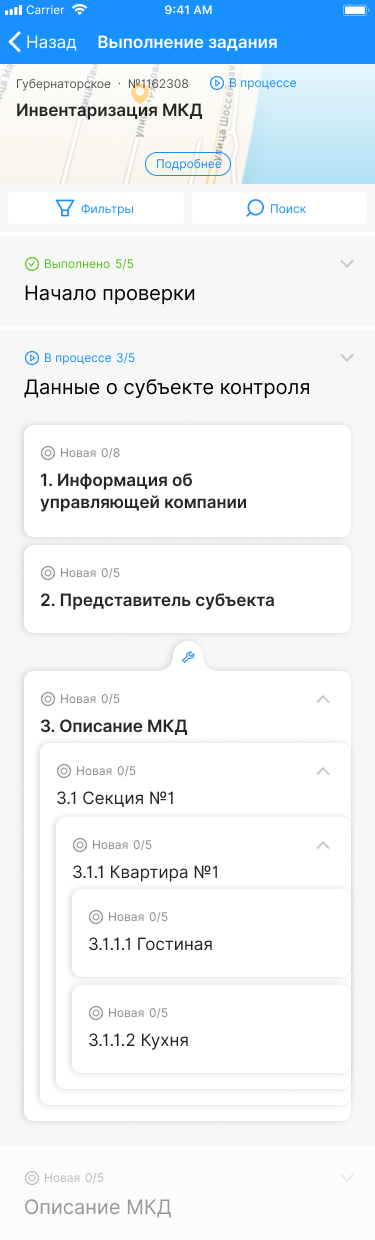 Carrier 9:41 AM
Назад Выполнение задания
Губернаторское · №1162308 В процессе
Инвентаризация МКД
Подробнее
Фильтры Поиск
Выполнено 5/5
Начало проверки
В процессе 3/5
Данные о субъекте контроля
Новая 0/8
1. Информация об
управляющей компании
Новая 0/5
2. Представитель субъекта
Новая 0/5
3. Описание МКД
Новая 0/5
3.1 Секция №1
Новая 0/5
3.1.1 Квартира №1
Новая 0/5
3.1.1.1 Гостиная
Новая 0/5
3.1.1.2 Кухня
Новая 0/5
Описание МКД